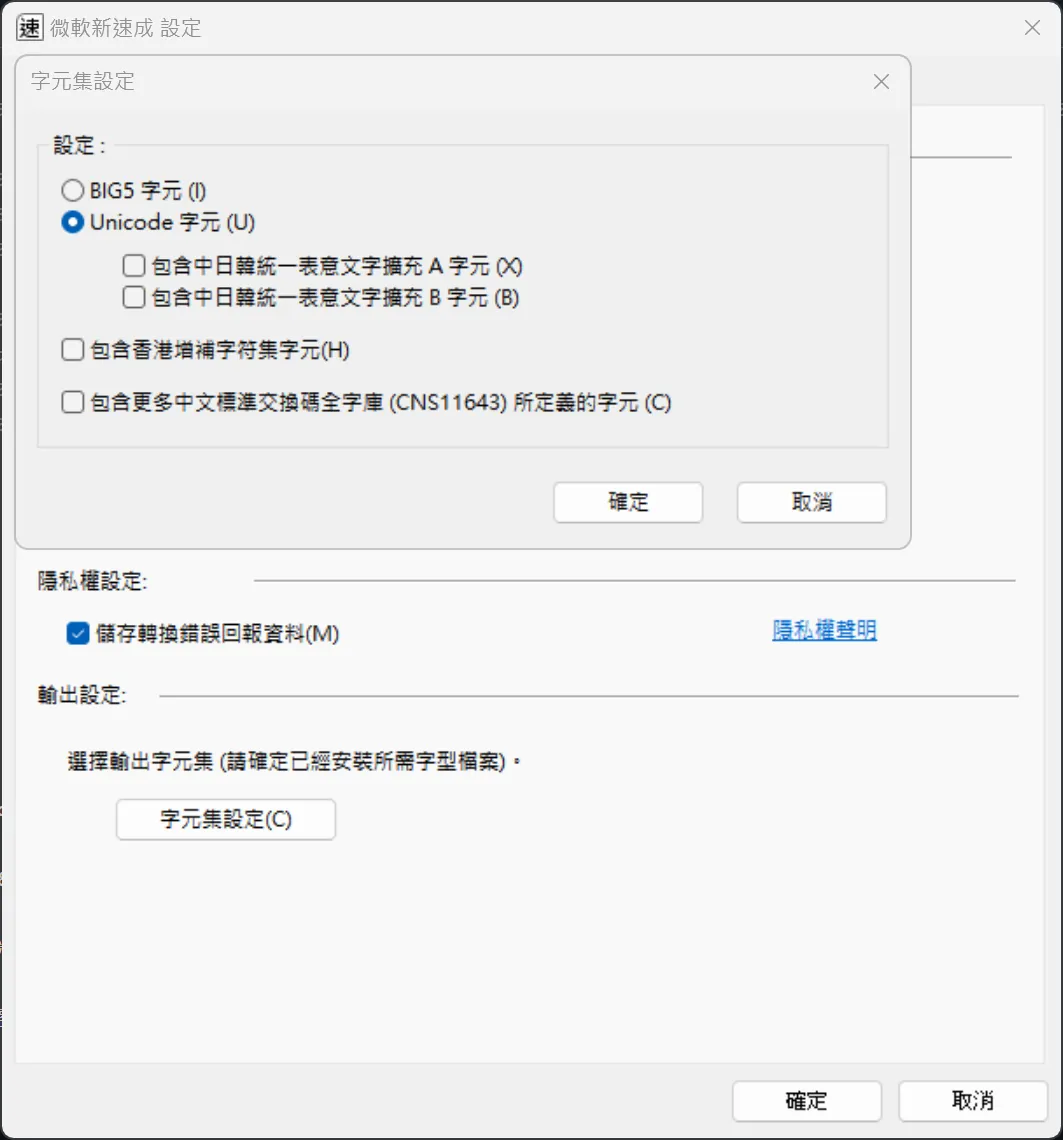 速 微軟新速成 設定
字元集設定
設定 :
BIG5 字元 (I)
Unicode 字元 (U)
包含中日韓統一表意文字擴充 A 字元 (X)
包含中日韓統一表意文字擴充 B 字元 (B)
包含香港增補字符集字元(H)
包含更多中文標準交換碼全字庫 (CNS11643) 所定義的字元 (C)
確定 取消
隱私權設定:
儲存轉換錯誤回報資料(M) 隱私權聲明
輸出設定:
選擇輸出字元集 (請確定已經安裝所需字型檔案)。
字元集設定(C)
確定 取消